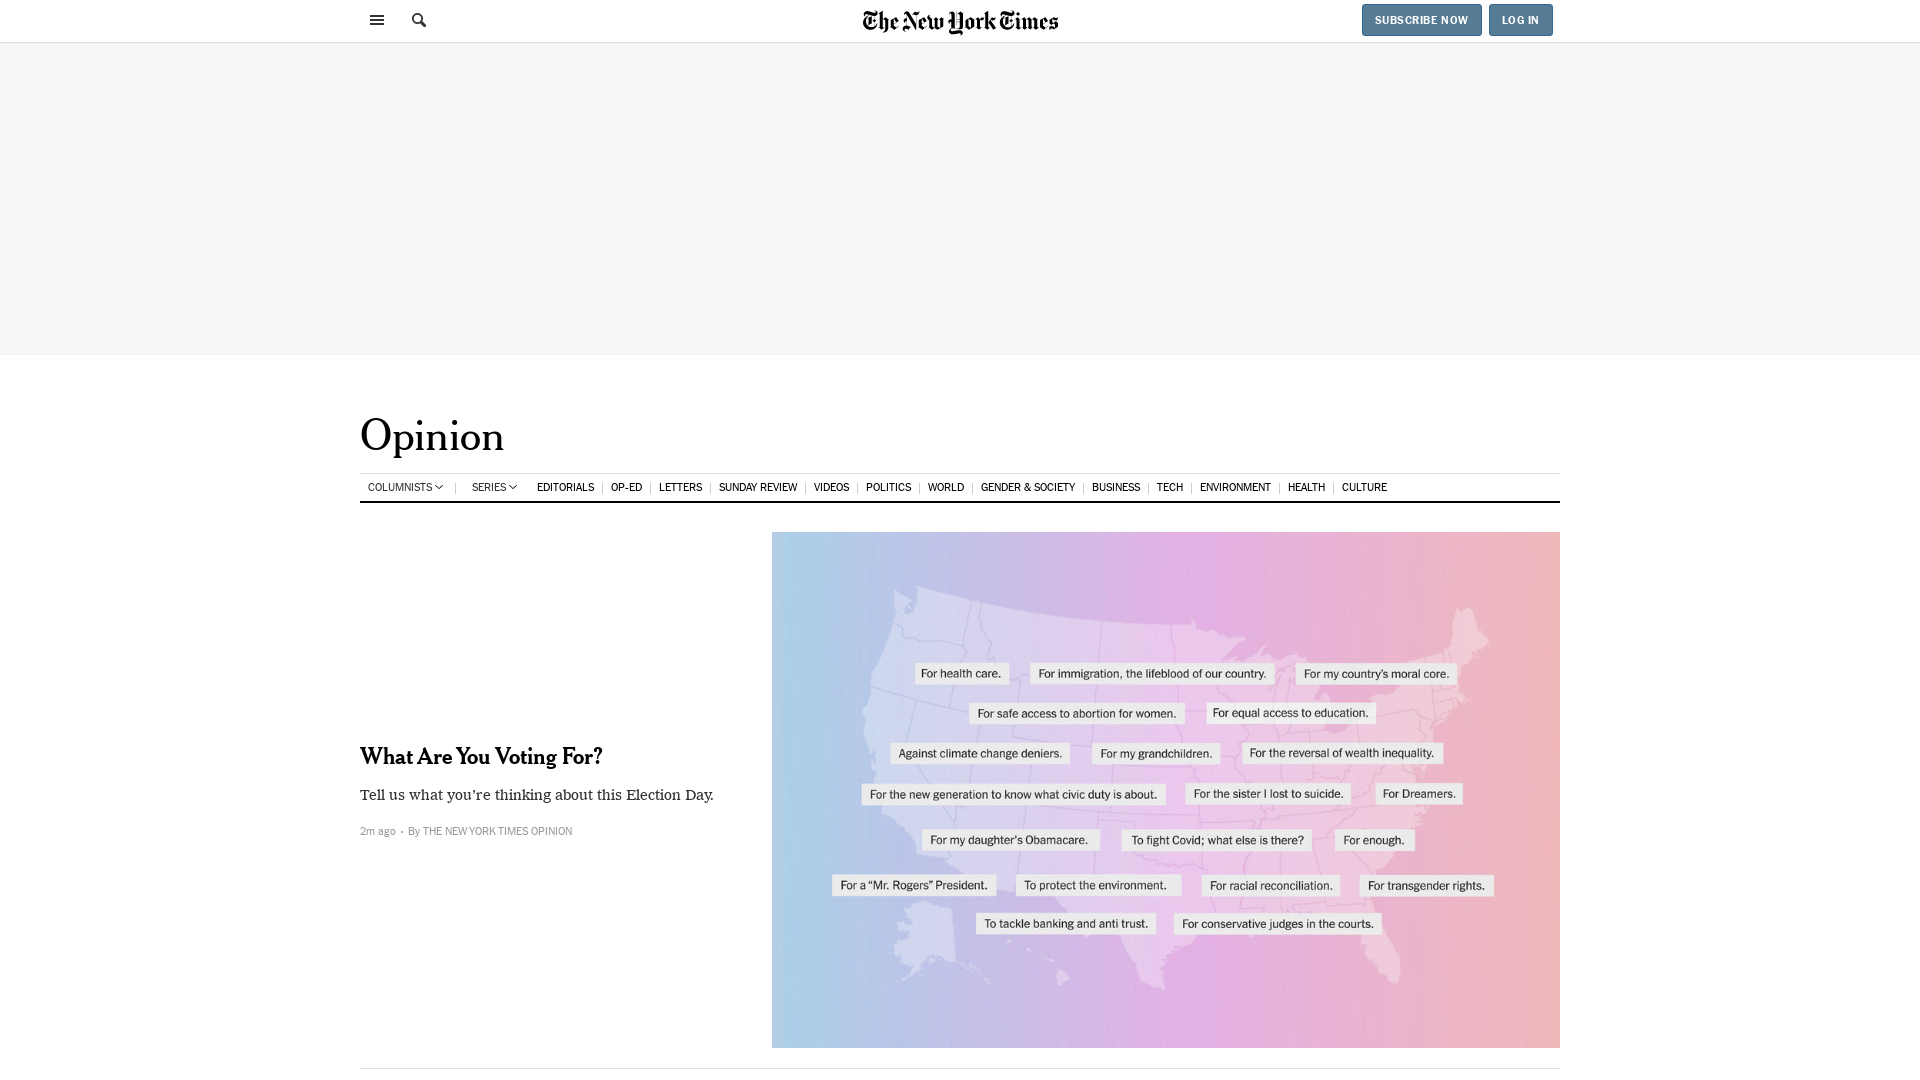 The New York Times
SUBSCRIBE NOW
LOG IN
Opinion
COLUMNISTS SERIES EDITORIALS OP-ED LETTERS SUNDAY REVIEW VIDEOS POLITICS WORLD GENDER & SOCIETY BUSINESS TECH ENVIRONMENT HEALTH CULTURE
What Are You Voting For?
Tell us what you’re thinking about this Election Day.
2m ago · By THE NEW YORK TIMES OPINION
For health care. For immigration, the lifeblood of our country. For my country’s moral core.
For safe access to abortion for women. For equal access to education.
Against climate change deniers. For my grandchildren. For the reversal of wealth inequality.
For the new generation to know what civic duty is about. For the sister I lost to suicide. For Dreamers.
For my daughter's Obamacare. To fight Covid; what else is there? For enough.
For a “Mr. Rogers” President. To protect the environment. For racial reconciliation. For transgender rights.
To tackle banking and anti trust. For conservative judges in the courts.